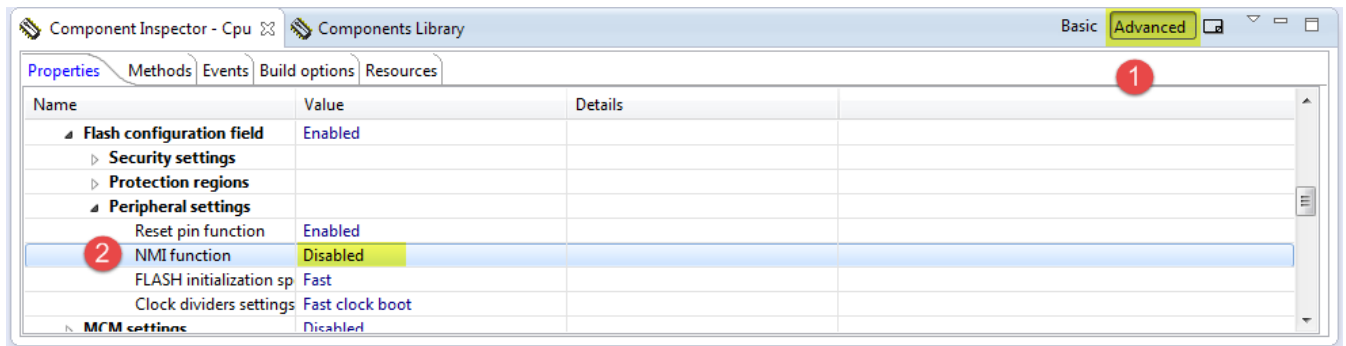 Component Inspector - Cpu Components Library Basic Advanced
Properties Methods Events Build options Resources
1
Name Value Details
Flash configuration field Enabled
Security settings
Protection regions
Peripheral settings
Reset pin function Enabled
2 NMI function Disabled
FLASH initialization sp Fast
Clock dividers settings Fast clock boot
MCM settings Disabled